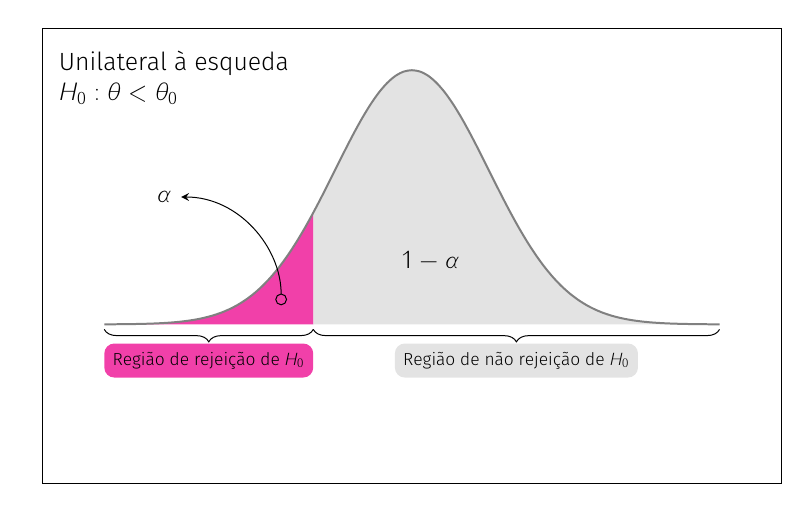 Unilateral à esqueda
H₀ : θ < θ₀
α
1 − α
Região de rejeição de H₀
Região de não rejeição de H₀